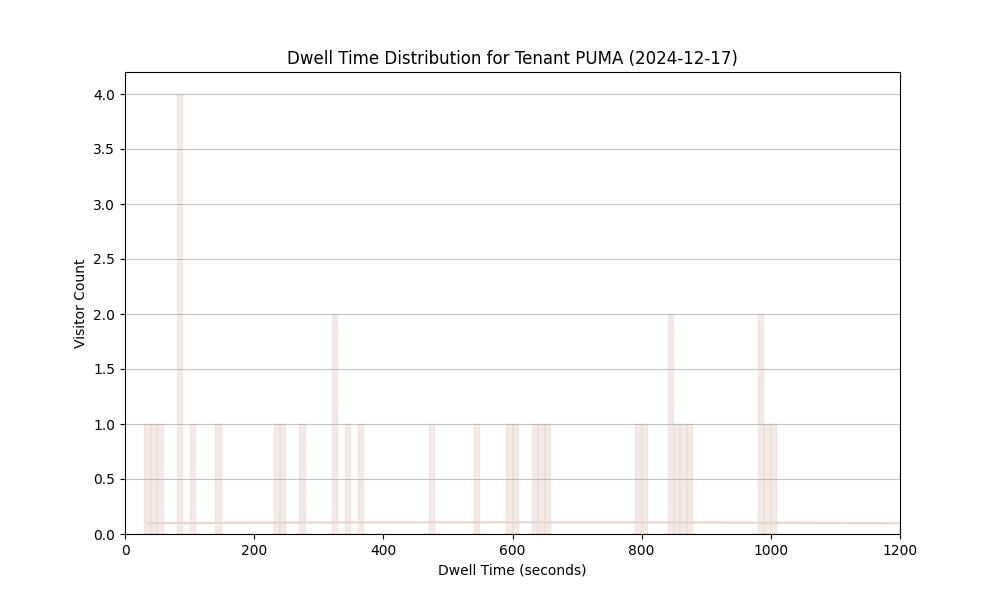 Dwell Time Distribution for Tenant PUMA (2024-12-17)
4.0
3.5
3.0
2.5
2.0
1.5
1.0
0.5
0.0
Visitor Count
0 200 400 600 800 1000 1200
Dwell Time (seconds)